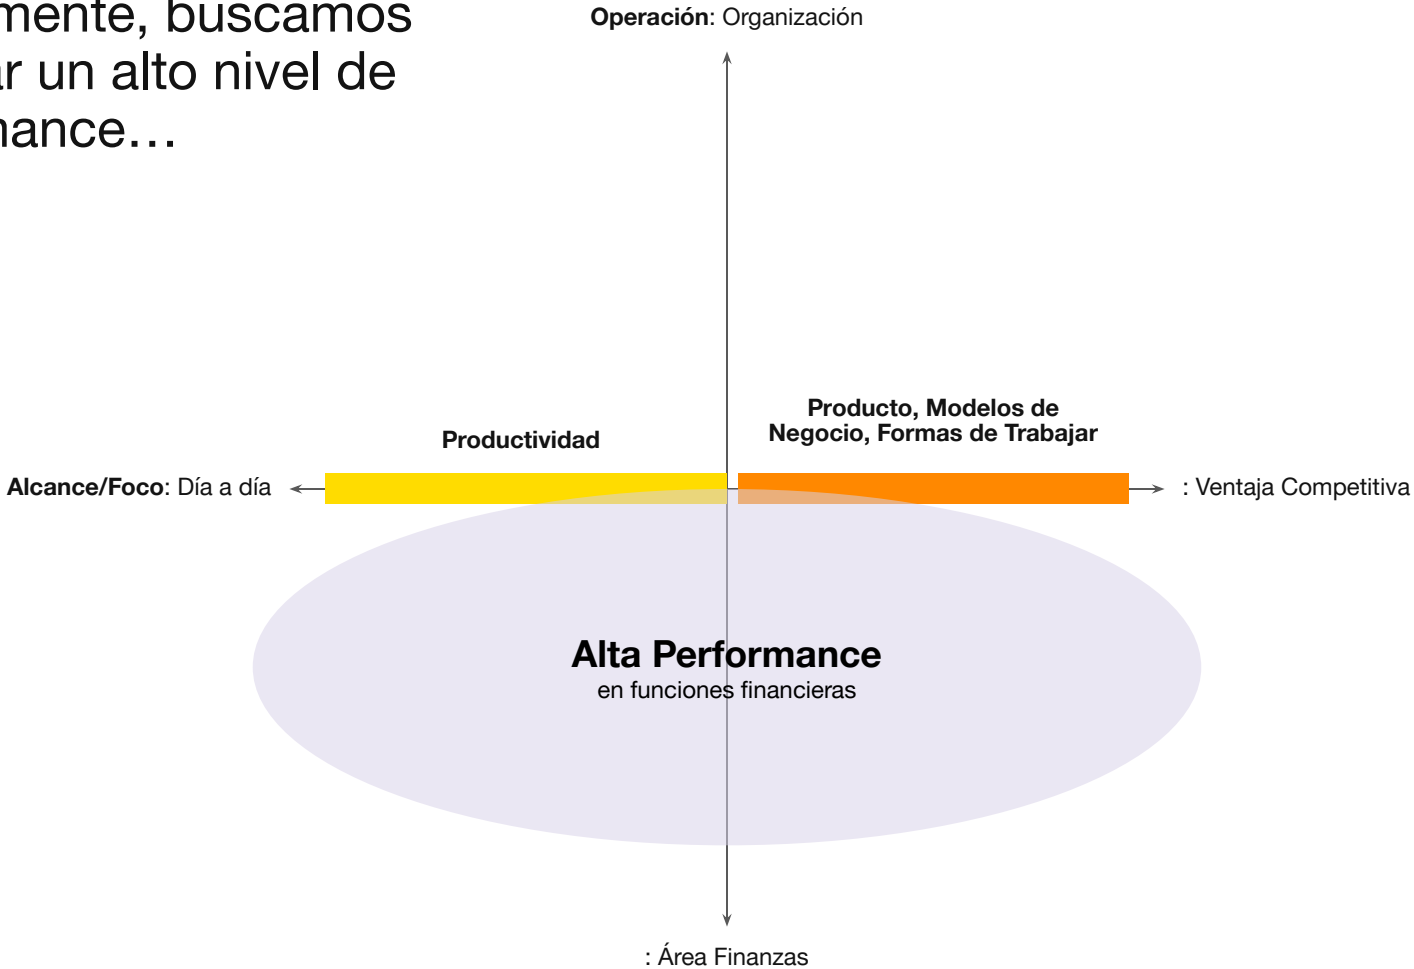 mente, buscamos
r un alto nivel de
mance…
Operación: Organización
Producto, Modelos de
Negocio, Formas de Trabajar
Productividad
Alcance/Foco: Día a día
: Ventaja Competitiva
Alta Performance
en funciones financieras
: Área Finanzas